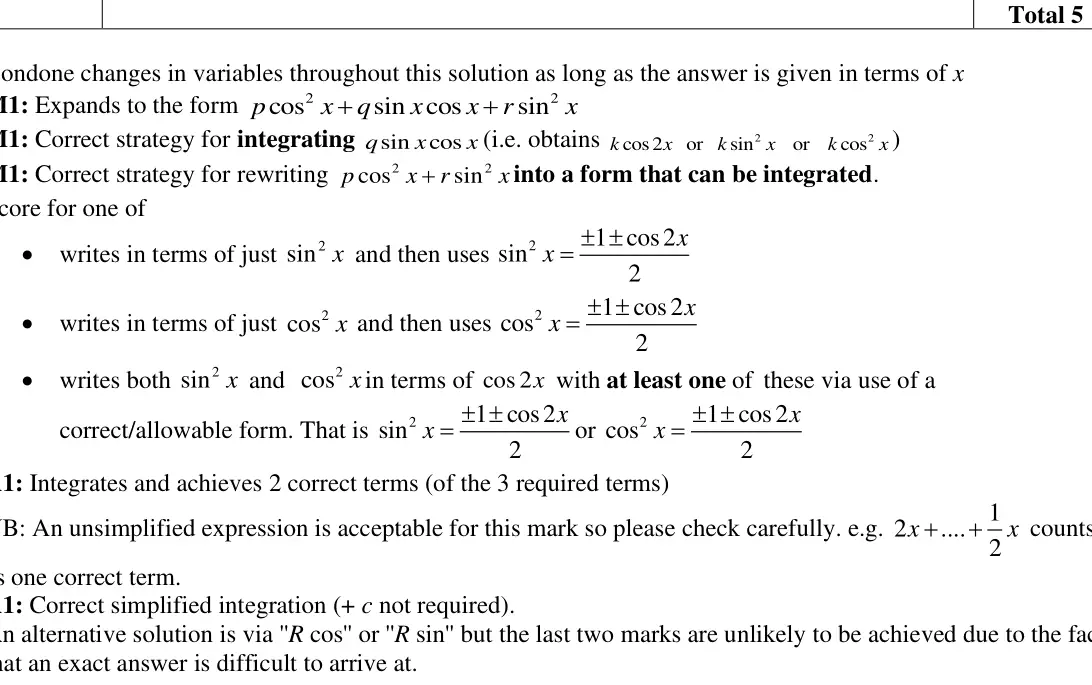 Total 5
ondone changes in variables throughout this solution as long as the answer is given in terms of x
M1: Expands to the form p cos² x + q sin x cos x + r sin² x
M1: Correct strategy for integrating q sin x cos x (i.e. obtains k cos 2x or k sin² x or k cos² x)
M1: Correct strategy for rewriting p cos² x + r sin² x into a form that can be integrated.
core for one of
• writes in terms of just sin² x and then uses sin² x = (±1 ± cos 2x)/2
• writes in terms of just cos² x and then uses cos² x = (±1 ± cos 2x)/2
• writes both sin² x and cos² x in terms of cos 2x with at least one of these via use of a
correct/allowable form. That is sin² x = (±1 ± cos 2x)/2 or cos² x = (±1 ± cos 2x)/2
1: Integrates and achieves 2 correct terms (of the 3 required terms)
B: An unsimplified expression is acceptable for this mark so please check carefully. e.g. 2x + .... + 1/2 x counts
s one correct term.
1: Correct simplified integration (+ c not required).
n alternative solution is via "R cos" or "R sin" but the last two marks are unlikely to be achieved due to the fac
hat an exact answer is difficult to arrive at.